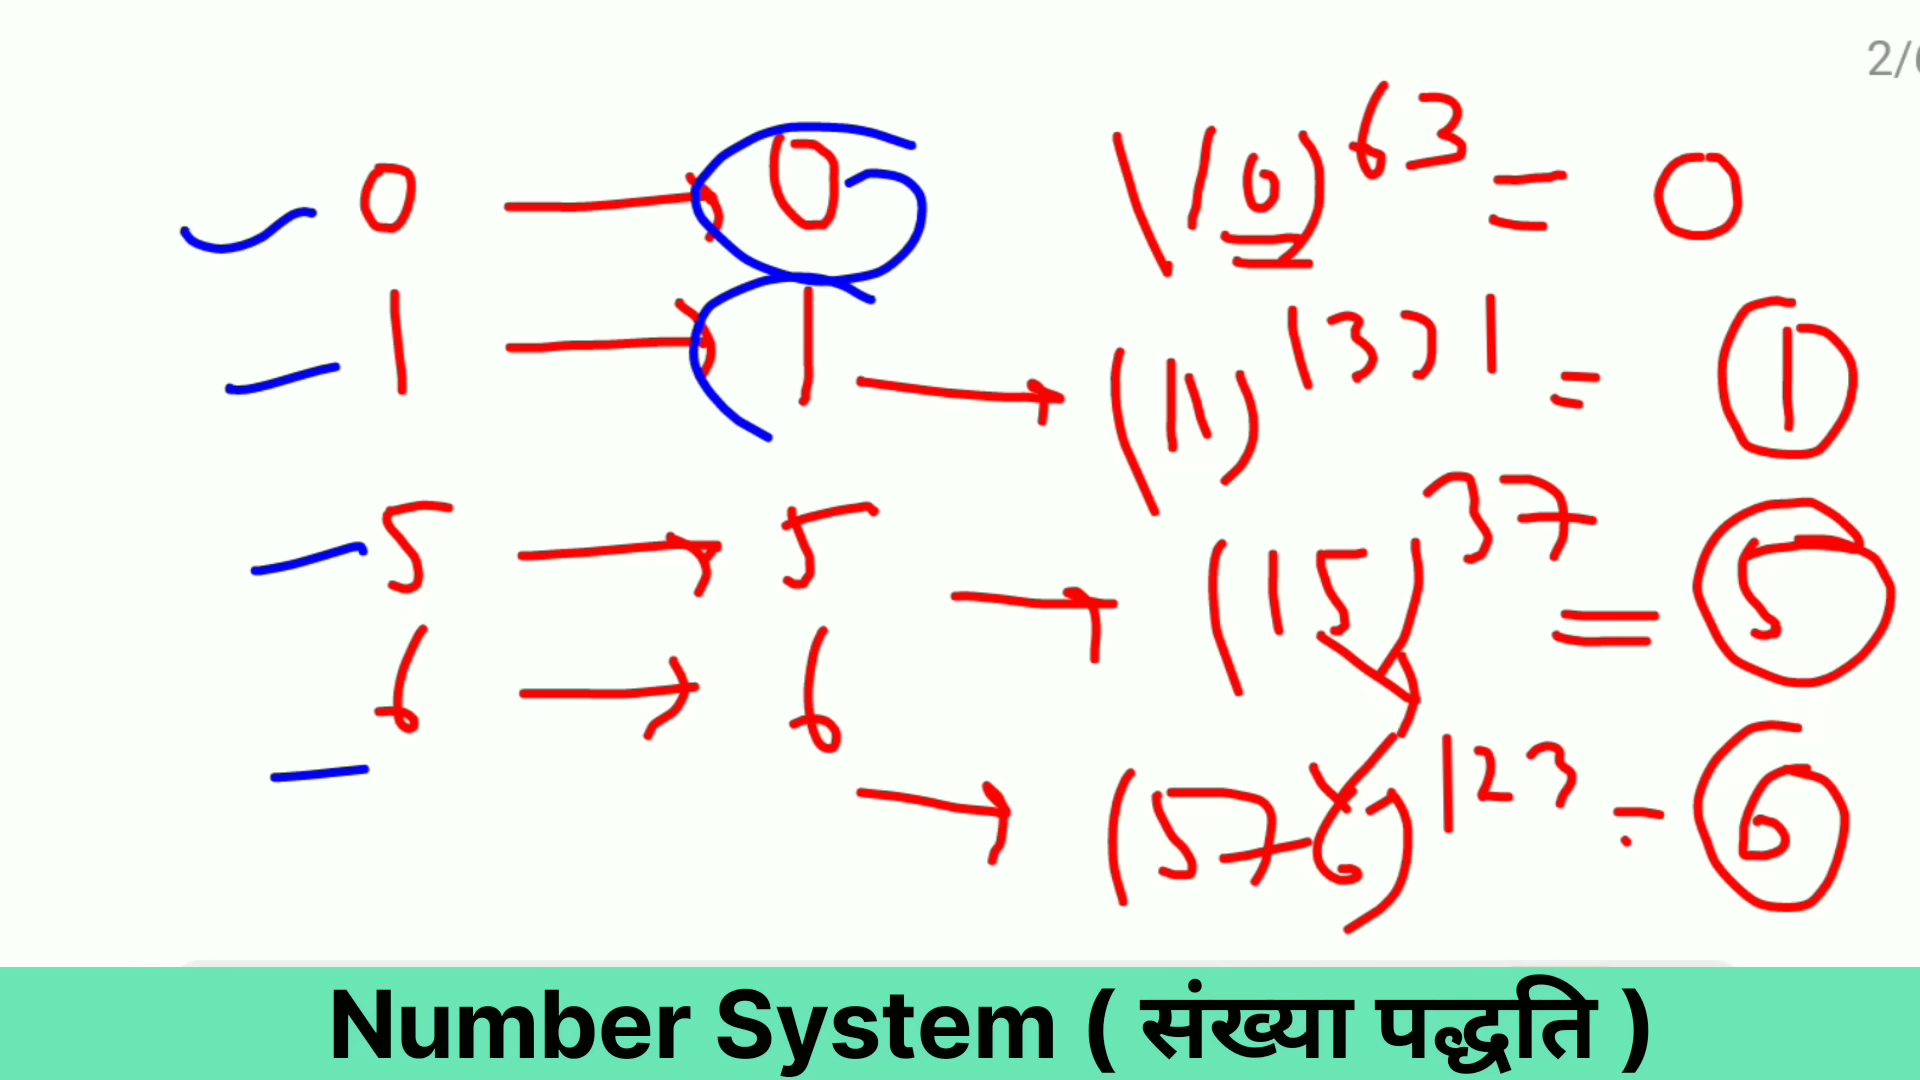 2/
0 → 0 (10)^63 = 0
1 → 1 → (11)^1331 = 1
5 → 5 → (15)^37 = 5
6 → 6 → (576)^123 = 6
Number System ( संख्या पद्धति )